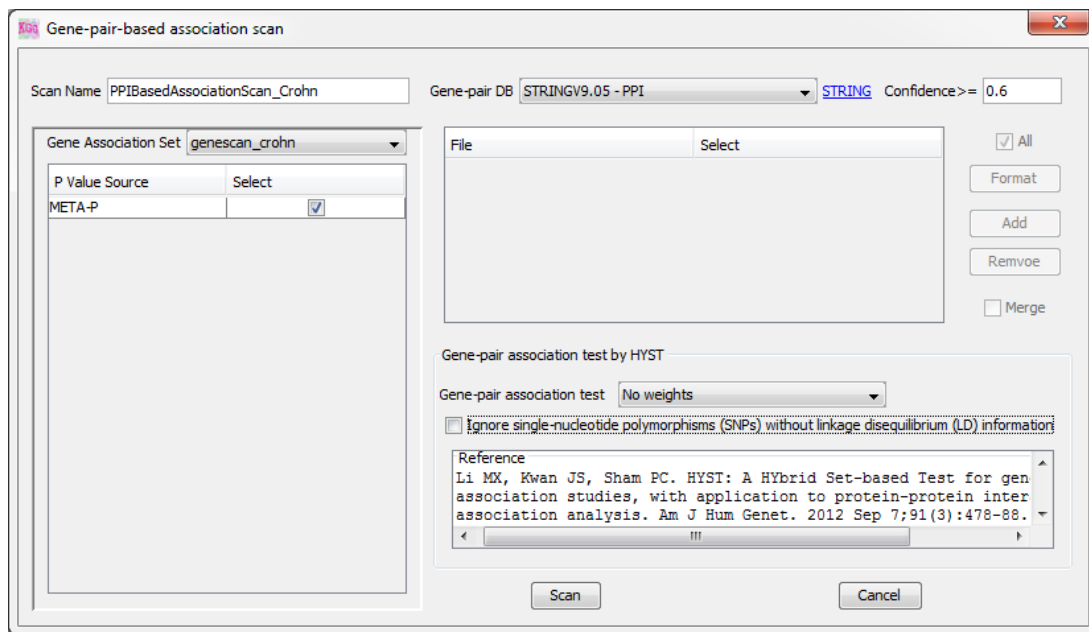 KGG Gene-pair-based association scan
Scan Name PPIBasedAssociationScan_Crohn Gene-pair DB STRINGV9.05 - PPI STRING Confidence>= 0.6
Gene Association Set genescan_crohn
P Value Source Select
META-P
File Select
All
Format
Add
Remvoe
Merge
Gene-pair association test by HYST
Gene-pair association test No weights
Ignore single-nucleotide polymorphisms (SNPs) without linkage disequilibrium (LD) information
Reference
Li MX, Kwan JS, Sham PC. HYST: A HYbrid Set-based Test for gen
association studies, with application to protein-protein inter
association analysis. Am J Hum Genet. 2012 Sep 7;91(3):478-88.
Scan Cancel